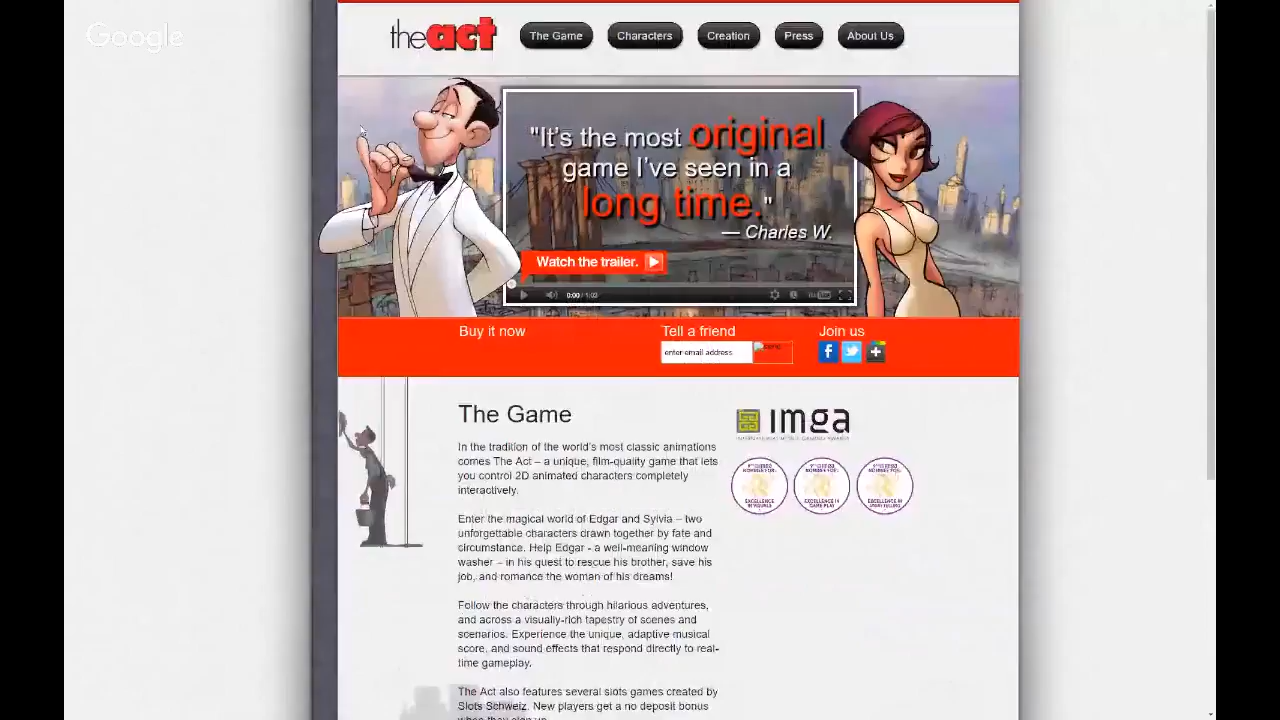 Google
theact
The Game
Characters
Creation
Press
About Us
"It's the most original
game I've seen in a
long time."
— Charles W.
Watch the trailer.
0:00 / 1:03
Buy it now
Tell a friend
Join us
enter email address
The Game
imga
In the tradition of the world's most classic animations
comes The Act – a unique, film-quality game that lets
you control 2D animated characters completely
interactively.
Enter the magical world of Edgar and Sylvia – two
unforgettable characters drawn together by fate and
circumstance. Help Edgar - a well-meaning window
washer – in his quest to rescue his brother, save his
job, and romance the woman of his dreams!
Follow the characters through hilarious adventures,
and across a visually-rich tapestry of scenes and
scenarios. Experience the unique, adaptive musical
score, and sound effects that respond directly to real-
time gameplay.
The Act also features several slots games created by
Slots Schweiz. New players get a no deposit bonus
when they sign up